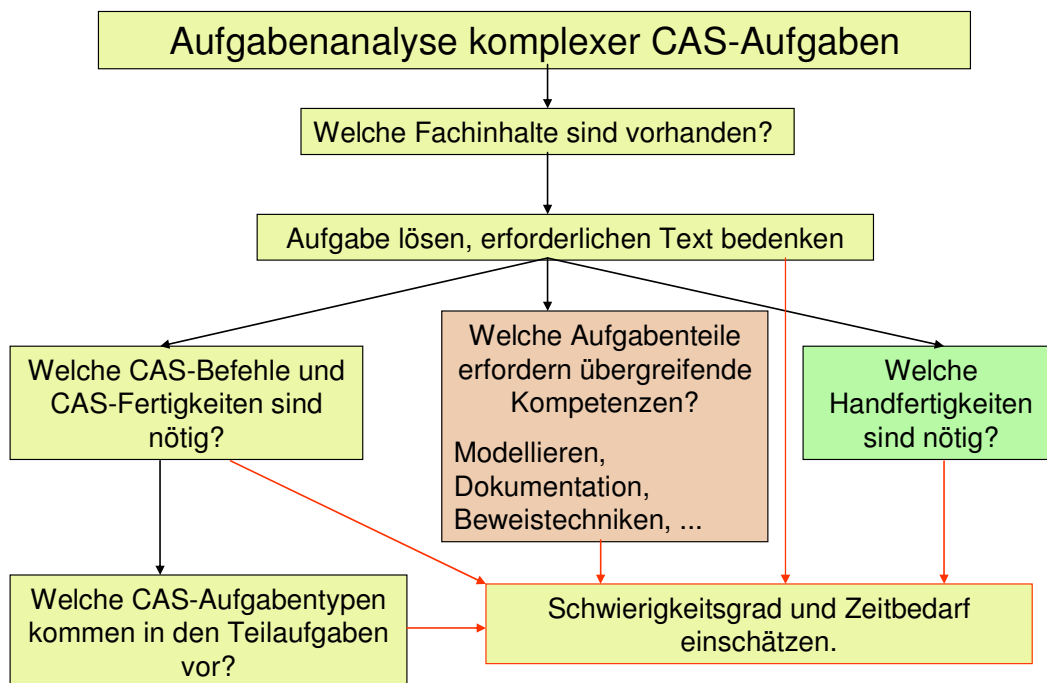 Aufgabenanalyse komplexer CAS-Aufgaben
Welche Fachinhalte sind vorhanden?
Aufgabe lösen, erforderlichen Text bedenken
Welche CAS-Befehle und
CAS-Fertigkeiten sind
nötig?
Welche Aufgabenteile
erfordern übergreifende
Kompetenzen?
Modellieren,
Dokumentation,
Beweistechniken, ...
Welche
Handfertigkeiten
sind nötig?
Welche CAS-Aufgabentypen
kommen in den Teilaufgaben
vor?
Schwierigkeitsgrad und Zeitbedarf
einschätzen.